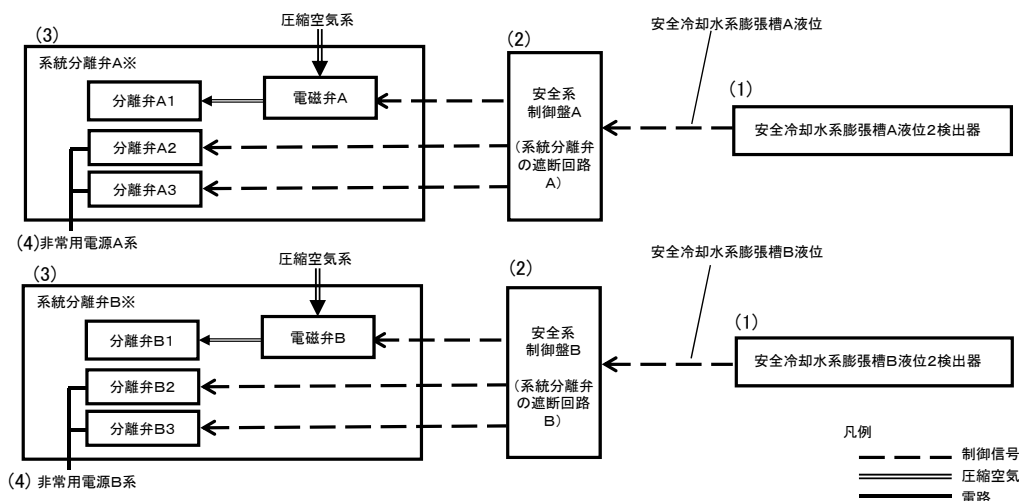 圧縮空気系
(3)
系統分離弁A※
分離弁A1
電磁弁A
分離弁A2
分離弁A3
(4)非常用電源A系
(2)
安全系
制御盤A
(系統分離弁
の遮断回路
A)
安全冷却水系膨張槽A液位
(1)
安全冷却水系膨張槽A液位2検出器
圧縮空気系
(3)
系統分離弁B※
分離弁B1
電磁弁B
分離弁B2
分離弁B3
(4) 非常用電源B系
(2)
安全系
制御盤B
(系統分離弁
の遮断回路
B)
安全冷却水系膨張槽B液位
(1)
安全冷却水系膨張槽B液位2検出器
凡例
制御信号
圧縮空気
電路